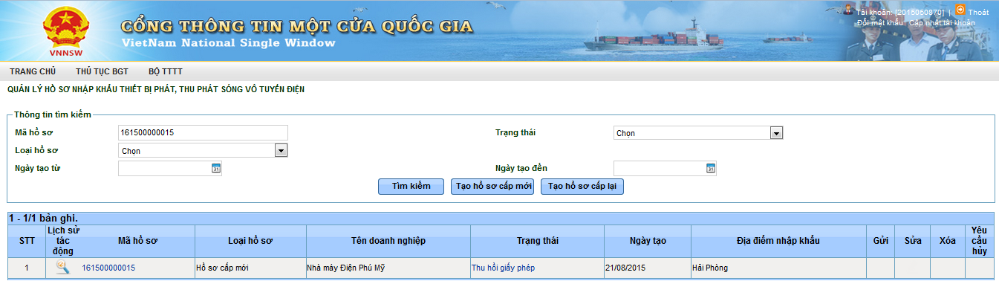 CỔNG THÔNG TIN MỘT CỬA QUỐC GIA
VietNam National Single Window
VNNSW
Tài khoản: [2015050870] | Thoát
Đổi mật khẩu Cập nhật tài khoản
TRANG CHỦ THỦ TỤC BGT BỘ TTTT
QUẢN LÝ HỒ SƠ NHẬP KHẨU THIẾT BỊ PHÁT, THU PHÁT SÓNG VÔ TUYẾN ĐIỆN
Thông tin tìm kiếm
Mã hồ sơ 161500000015 Trạng thái Chọn
Loại hồ sơ Chọn
Ngày tạo từ 31 Ngày tạo đến 31
Tìm kiếm Tạo hồ sơ cấp mới Tạo hồ sơ cấp lại
1 - 1/1 bản ghi.
STT Lịch sử tác động Mã hồ sơ Loại hồ sơ Tên doanh nghiệp Trạng thái Ngày tạo Địa điểm nhập khẩu Gửi Sửa Xóa Yêu cầu hủy
1 161500000015 Hồ sơ cấp mới Nhà máy Điện Phú Mỹ Thu hồi giấy phép 21/08/2015 Hải Phòng